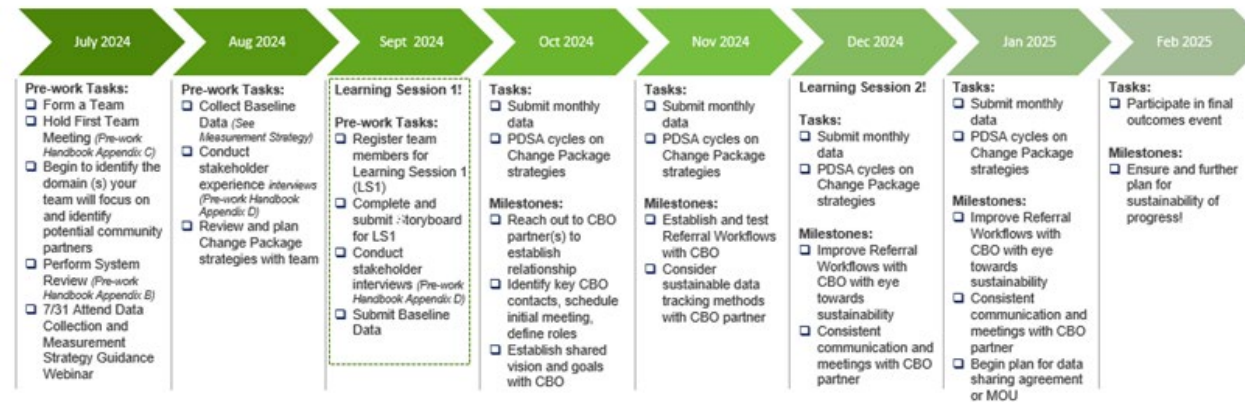 July 2024
Aug 2024
Sept 2024
Oct 2024
Nov 2024
Dec 2024
Jan 2025
Feb 2025
Pre-work Tasks:
❑ Form a Team
❑ Hold First Team
Meeting (Pre-work
Handbook Appendix C)
❑ Begin to identify the
domain (s) your
team will focus on
and identify
potential community
partners
❑ Perform System
Review (Pre-work
Handbook Appendix B)
❑ 7/31 Attend Data
Collection and
Measurement
Strategy Guidance
Webinar
Pre-work Tasks:
❑ Collect Baseline
Data (See
Measurement Strategy)
❑ Conduct
stakeholder
experience interviews
(Pre-work Handbook
Appendix D)
❑ Review and plan
Change Package
strategies with team
Learning Session 1!
Pre-work Tasks:
❑ Register team
members for
Learning Session 1
(LS1)
❑ Complete and
submit Storyboard
for LS1
❑ Conduct
stakeholder
interviews (Pre-work
Handbook Appendix D)
❑ Submit Baseline
Data
Tasks:
❑ Submit monthly
data
❑ PDSA cycles on
Change Package
strategies
Milestones:
❑ Reach out to CBO
partner(s) to
establish
relationship
❑ Identify key CBO
contacts, schedule
initial meeting,
define roles
❑ Establish shared
vision and goals
with CBO
Tasks:
❑ Submit monthly
data
❑ PDSA cycles on
Change Package
strategies
Milestones:
❑ Establish and test
Referral Workflows
with CBO
❑ Consider
sustainable data
tracking methods
with CBO partner
Learning Session 2!
Tasks:
❑ Submit monthly
data
❑ PDSA cycles on
Change Package
strategies
Milestones:
❑ Improve Referral
Workflows with
CBO with eye
towards
sustainability
❑ Consistent
communication and
meetings with CBO
partner
Tasks:
❑ Submit monthly
data
❑ PDSA cycles on
Change Package
strategies
Milestones:
❑ Improve Referral
Workflows with
CBO with eye
towards
sustainability
❑ Consistent
communication and
meetings with CBO
partner
❑ Begin plan for data
sharing agreement
or MOU
Tasks:
❑ Participate in final
outcomes event
Milestones:
❑ Ensure and further
plan for
sustainability of
progress!